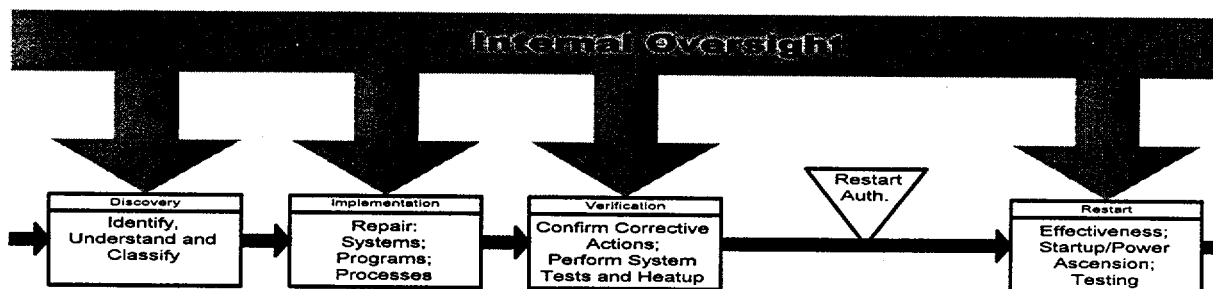 Internal Oversight
Discovery
Identify,
Understand and
Classify
Implementation
Repair:
Systems;
Programs;
Processes
Verification
Confirm Corrective
Actions;
Perform System
Tests and Heatup
Restart
Auth.
Restart
Effectiveness;
Startup/Power
Ascension;
Testing